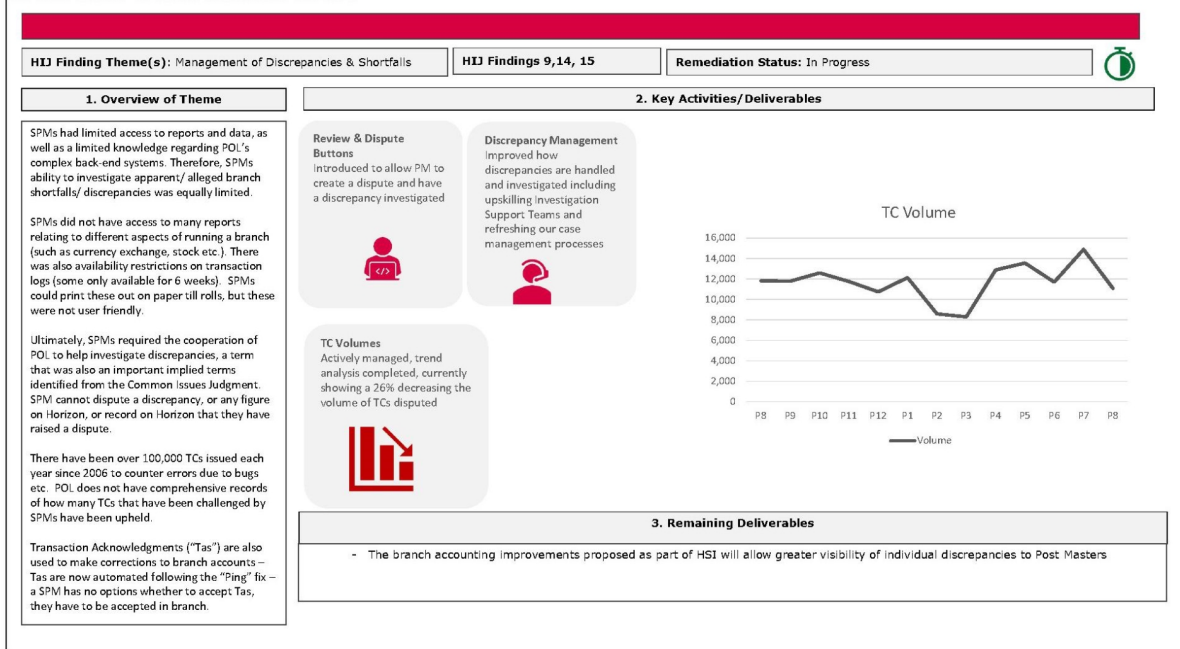 HIJ Finding Theme(s): Management of Discrepancies & Shortfalls
HIJ Findings 9,14, 15
Remediation Status: In Progress
1. Overview of Theme
SPMs had limited access to reports and data, as
well as a limited knowledge regarding POL's
complex back-end systems. Therefore, SPMs
ability to investigate apparent/ alleged branch
shortfalls/ discrepancies was equally limited.
SPMs did not have access to many reports
relating to different aspects of running a branch
(such as currency exchange, stock etc.). There
was also availability restrictions on transaction
logs (some only available for 6 weeks). SPMs
could print these out on paper till rolls, but these
were not user friendly.
Ultimately, SPMs required the cooperation of
POL to help investigate discrepancies, a term
that was also an important implied terms
identified from the Common Issues Judgment.
SPM cannot dispute a discrepancy, or any figure
on Horizon, or record on Horizon that they have
raised a dispute.
There have been over 100,000 TCs issued each
year since 2006 to counter errors due to bugs
etc. POL does not have comprehensive records
of how many TCs that have been challenged by
SPMs have been upheld.
Transaction Acknowledgments ("Tas") are also
used to make corrections to branch accounts –
Tas are now automated following the "Ping" fix –
a SPM has no options whether to accept Tas,
they have to be accepted in branch.
2. Key Activities/Deliverables
Review & Dispute
Buttons
Introduced to allow PM to
create a dispute and have
a discrepancy investigated
</>
Discrepancy Management
Improved how
discrepancies are handled
and investigated including
upskilling Investigation
Support Teams and
refreshing our case
management processes
TC Volumes
Actively managed, trend
analysis completed, currently
showing a 26% decreasing the
volume of TCs disputed
TC Volume
16,000
14,000
12,000
10,000
8,000
6,000
4,000
2,000
0
P8 P9 P10 P11 P12 P1 P2 P3 P4 P5 P6 P7 P8
Volume
3. Remaining Deliverables
- The branch accounting improvements proposed as part of HSI will allow greater visibility of individual discrepancies to Post Masters